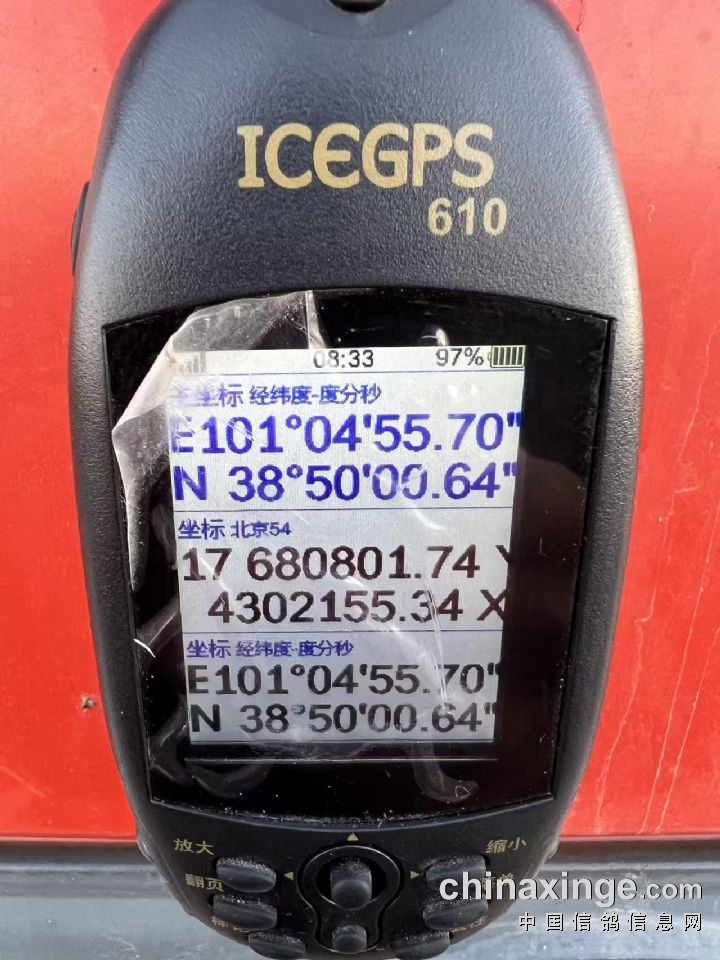 ICEGPS
610
08:33 97%
坐标 经纬度-度分秒
E101°04'55.70"
N 38°50'00.64"
坐标 北京54
17 680801.74 Y
4302155.34 X
坐标 经纬度-度分秒
E101°04'55.70"
N 38°50'00.64"
放大 缩小
翻页
chinaxinge.com
中国信鸽信息网